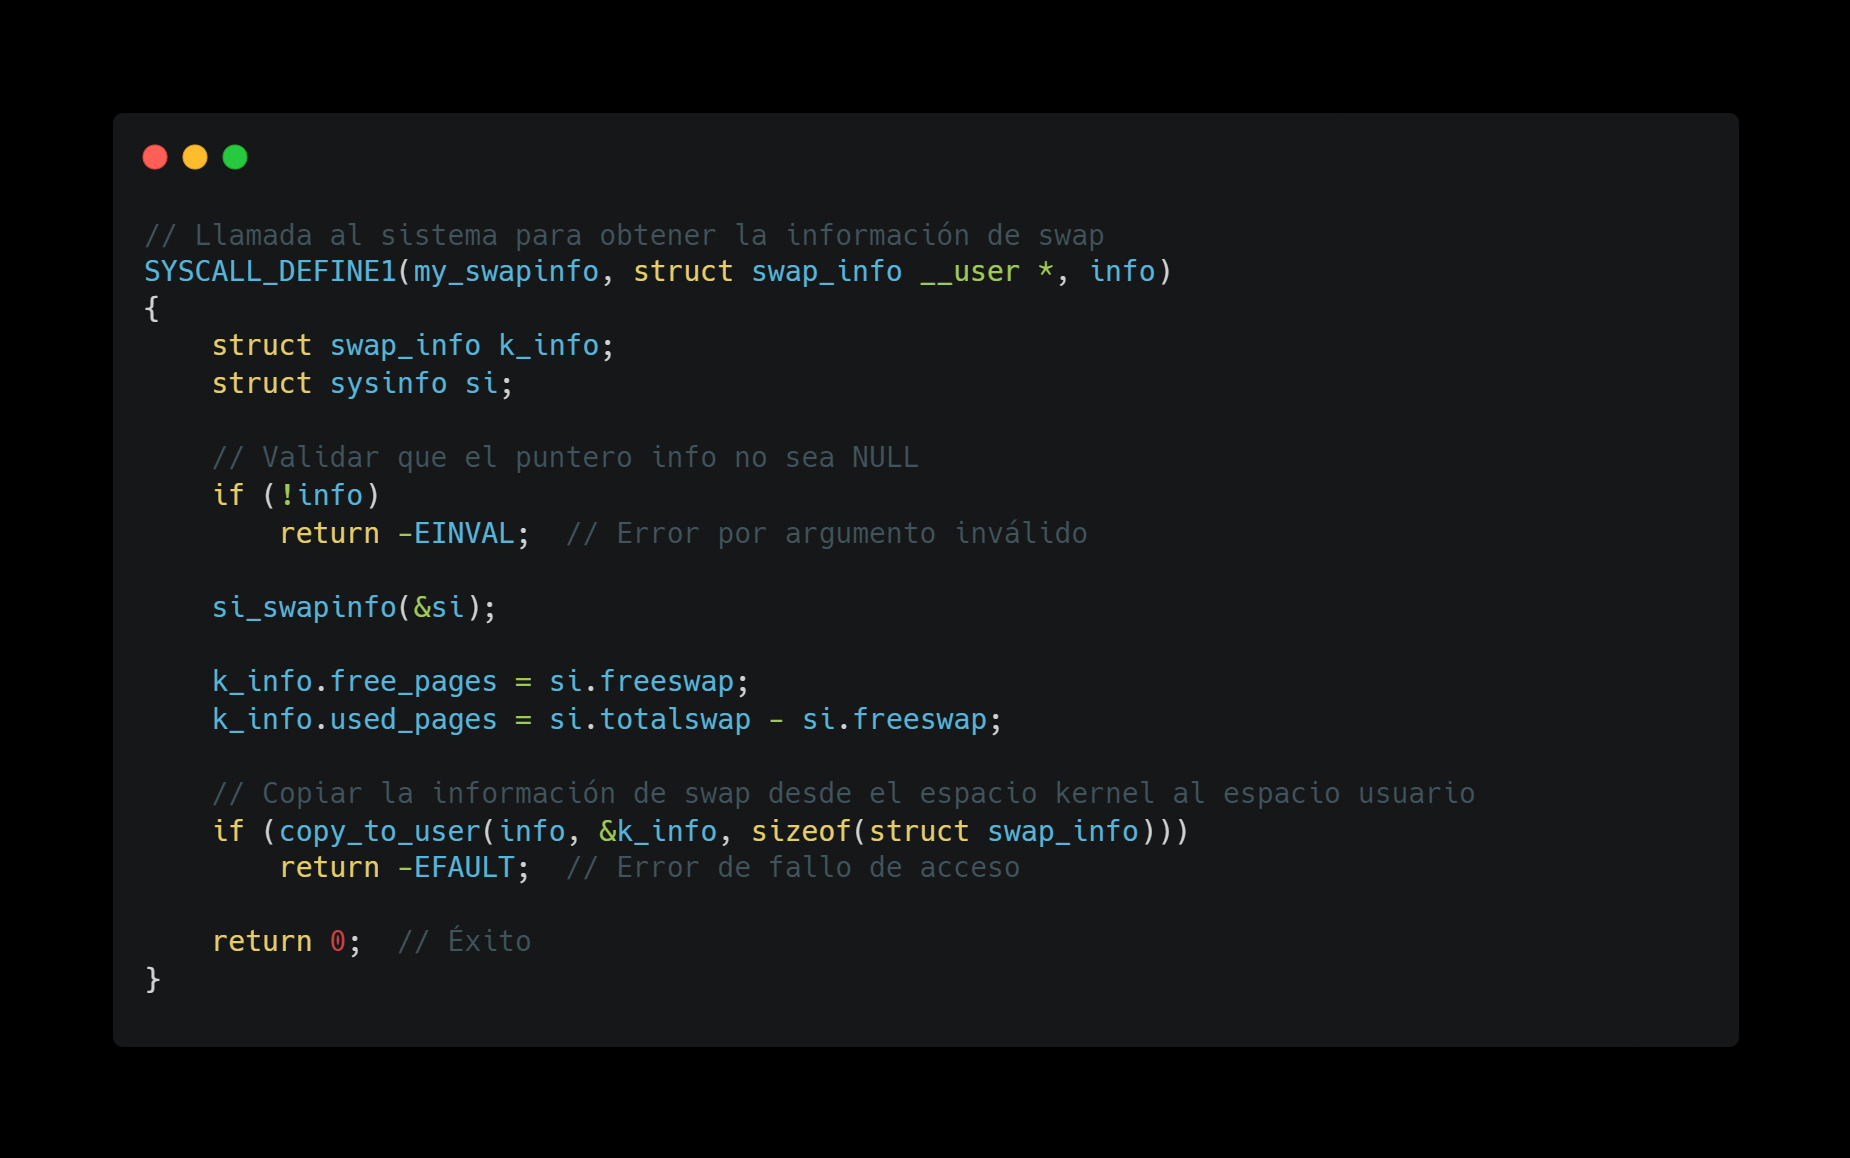 // Llamada al sistema para obtener la información de swap
SYSCALL_DEFINE1(my_swapinfo, struct swap_info __user *, info)
{
    struct swap_info k_info;
    struct sysinfo si;

    // Validar que el puntero info no sea NULL
    if (!info)
        return -EINVAL;  // Error por argumento inválido

    si_swapinfo(&si);

    k_info.free_pages = si.freeswap;
    k_info.used_pages = si.totalswap - si.freeswap;

    // Copiar la información de swap desde el espacio kernel al espacio usuario
    if (copy_to_user(info, &k_info, sizeof(struct swap_info)))
        return -EFAULT;  // Error de fallo de acceso

    return 0;  // Éxito
}